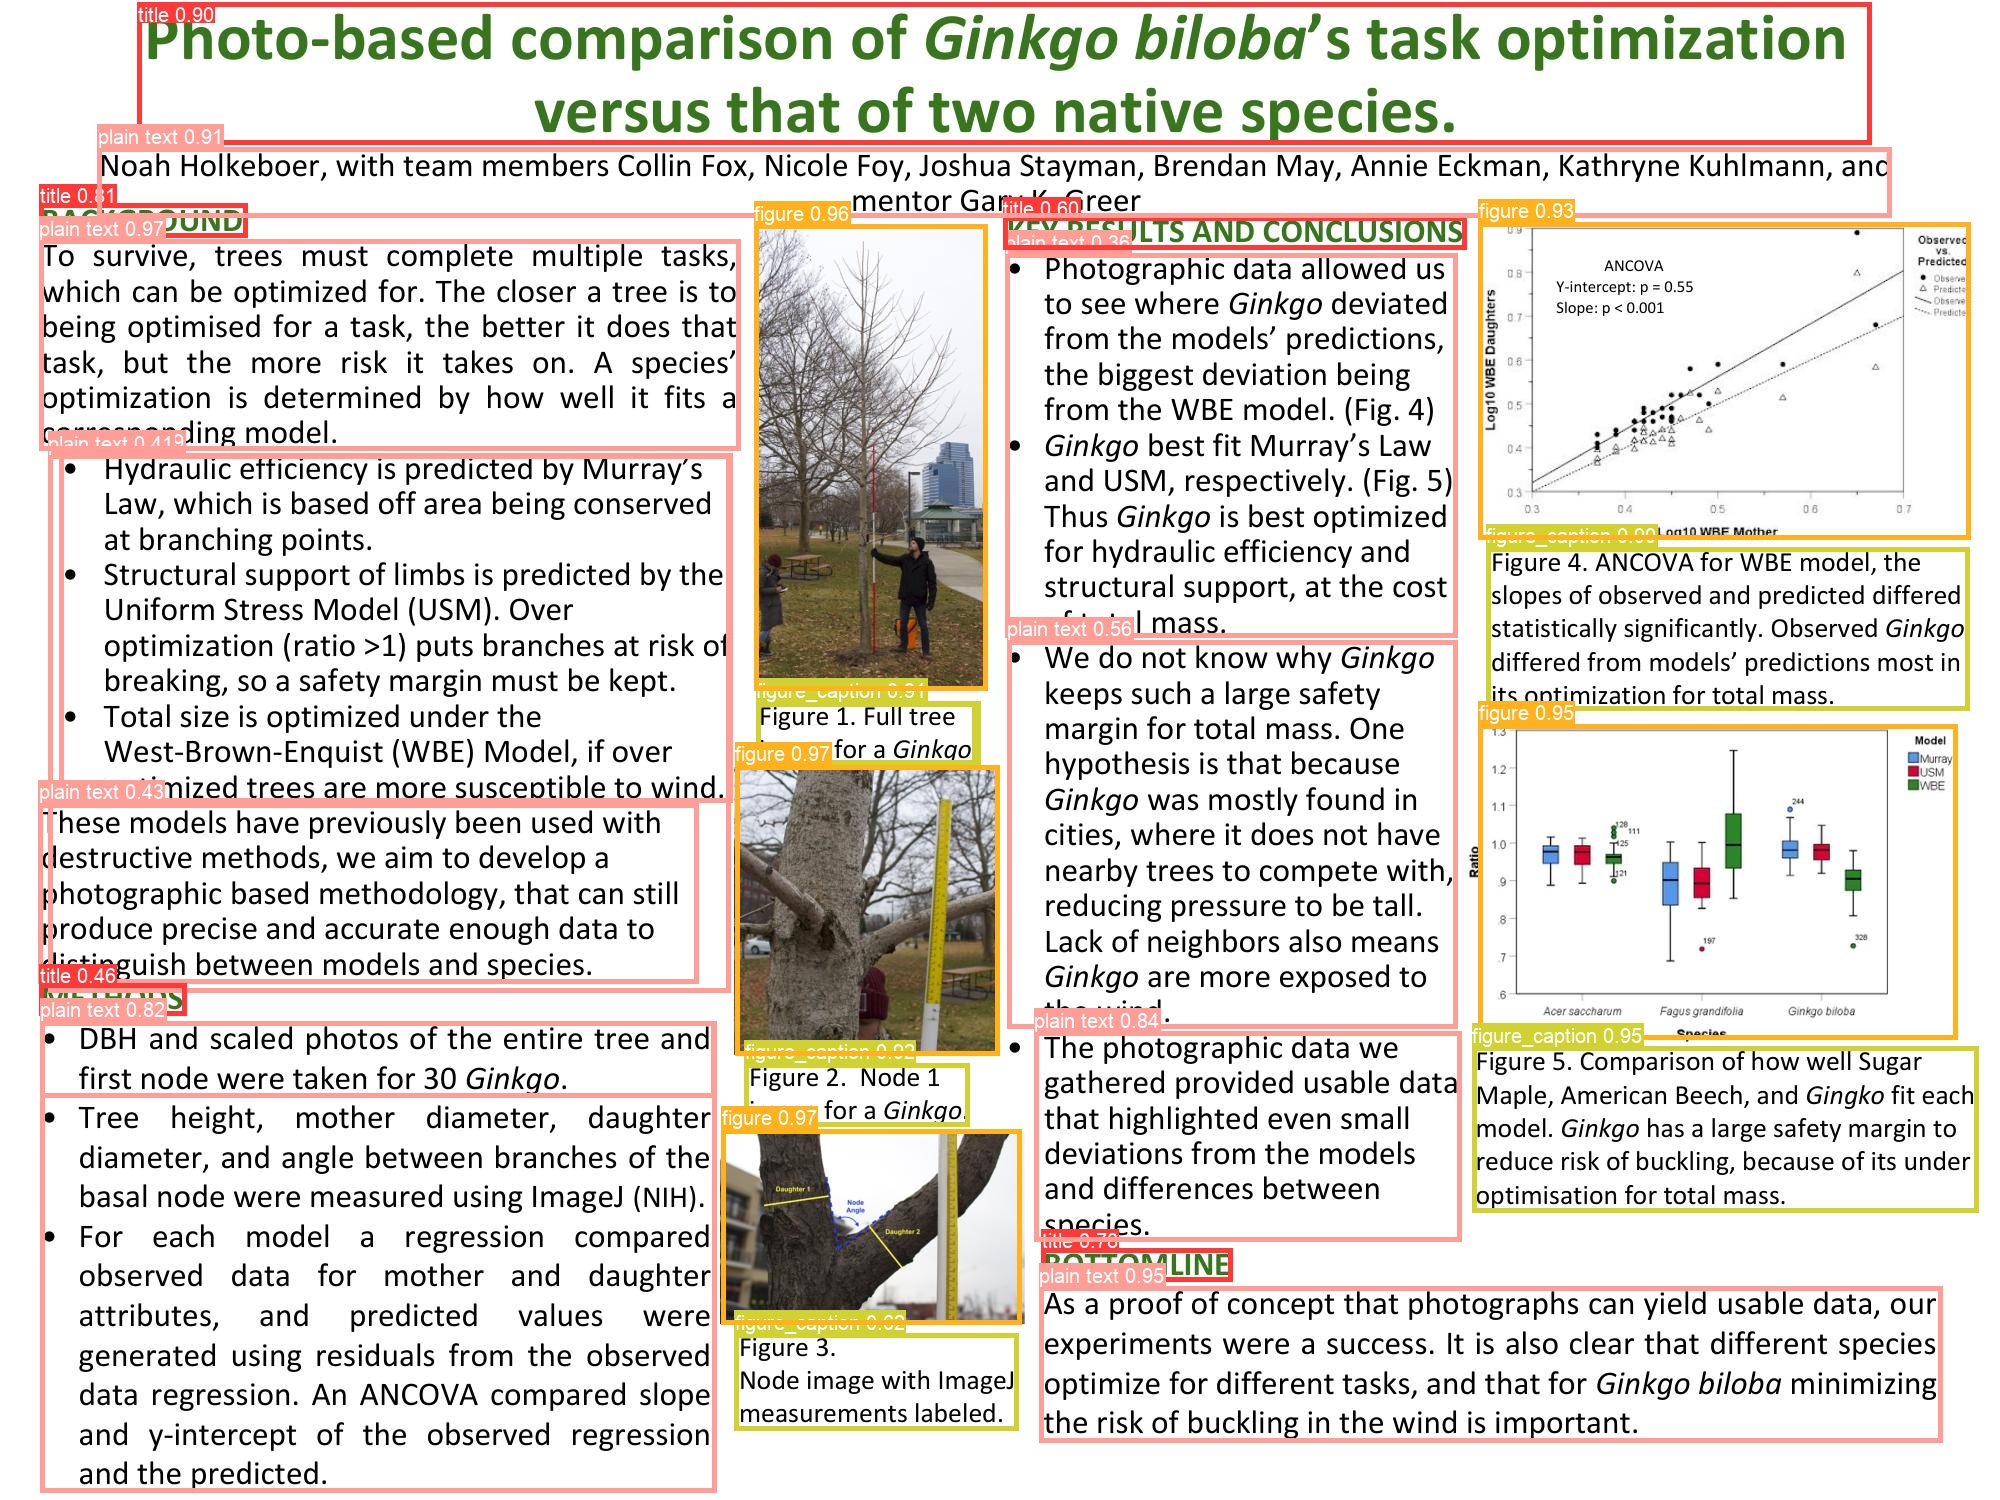 title 0.90
Photo-based comparison of Ginkgo biloba's task optimization
versus that of two native species.
plain text 0.91
Noah Holkeboer, with team members Collin Fox, Nicole Foy, Joshua Stayman, Brendan May, Annie Eckman, Kathryne Kuhlmann, and
mentor Gary K. Greer
title 0.81
BACKGROUND
plain text 0.97
To survive, trees must complete multiple tasks,
which can be optimized for. The closer a tree is to
being optimised for a task, the better it does that
task, but the more risk it takes on. A species'
optimization is determined by how well it fits a
corresponding model.
plain text 0.419
• Hydraulic efficiency is predicted by Murray's
Law, which is based off area being conserved
at branching points.
• Structural support of limbs is predicted by the
Uniform Stress Model (USM). Over
optimization (ratio >1) puts branches at risk of
breaking, so a safety margin must be kept.
• Total size is optimized under the
West-Brown-Enquist (WBE) Model, if over
optimized trees are more susceptible to wind.
plain text 0.43
These models have previously been used with
destructive methods, we aim to develop a
photographic based methodology, that can still
produce precise and accurate enough data to
distinguish between models and species.
title 0.46
METHODS
plain text 0.82
• DBH and scaled photos of the entire tree and
first node were taken for 30 Ginkgo.
• Tree height, mother diameter, daughter
diameter, and angle between branches of the
basal node were measured using ImageJ (NIH).
• For each model a regression compared
observed data for mother and daughter
attributes, and predicted values were
generated using residuals from the observed
data regression. An ANCOVA compared slope
and y-intercept of the observed regression
and the predicted.
figure 0.96
figure_caption 0.91
Figure 1. Full tree
for a Ginkgo
figure 0.97
figure_caption 0.92
Figure 2. Node 1
for a Ginkgo.
figure 0.97
Daughter 1
Node
Angle
Daughter 2
figure_caption 0.62
Figure 3.
Node image with ImageJ
measurements labeled.
title 0.60
KEY RESULTS AND CONCLUSIONS
plain text 0.36
• Photographic data allowed us
to see where Ginkgo deviated
from the models' predictions,
the biggest deviation being
from the WBE model. (Fig. 4)
• Ginkgo best fit Murray's Law
and USM, respectively. (Fig. 5)
Thus Ginkgo is best optimized
for hydraulic efficiency and
structural support, at the cost
of total mass.
plain text 0.56
• We do not know why Ginkgo
keeps such a large safety
margin for total mass. One
hypothesis is that because
Ginkgo was mostly found in
cities, where it does not have
nearby trees to compete with,
reducing pressure to be tall.
Lack of neighbors also means
Ginkgo are more exposed to
the wind.
plain text 0.84
• The photographic data we
gathered provided usable data
that highlighted even small
deviations from the models
and differences between
species.
title 0.78
BOTTOM LINE
plain text 0.95
As a proof of concept that photographs can yield usable data, our
experiments were a success. It is also clear that different species
optimize for different tasks, and that for Ginkgo biloba minimizing
the risk of buckling in the wind is important.
figure 0.93
ANCOVA
Y-intercept: p = 0.55
Slope: p < 0.001
Observed
vs.
Predicted
Observe
Predicte
Observe
Predicte
Log10 WBE Daughters
0.9
0.8
0.7
0.6
0.5
0.4
0.3
0.3 0.4 0.5 0.6 0.7
Log10 WBE Mother
figure_caption 0.90
Figure 4. ANCOVA for WBE model, the
slopes of observed and predicted differed
statistically significantly. Observed Ginkgo
differed from models' predictions most in
its optimization for total mass.
figure 0.95
Model
Murray
USM
WBE
Ratio
1.3
1.2
1.1
1.0
.9
.8
.7
.6
128
111
125
121
197
244
328
Acer saccharum Fagus grandifolia Ginkgo biloba
Species
figure_caption 0.95
Figure 5. Comparison of how well Sugar
Maple, American Beech, and Gingko fit each
model. Ginkgo has a large safety margin to
reduce risk of buckling, because of its under
optimisation for total mass.